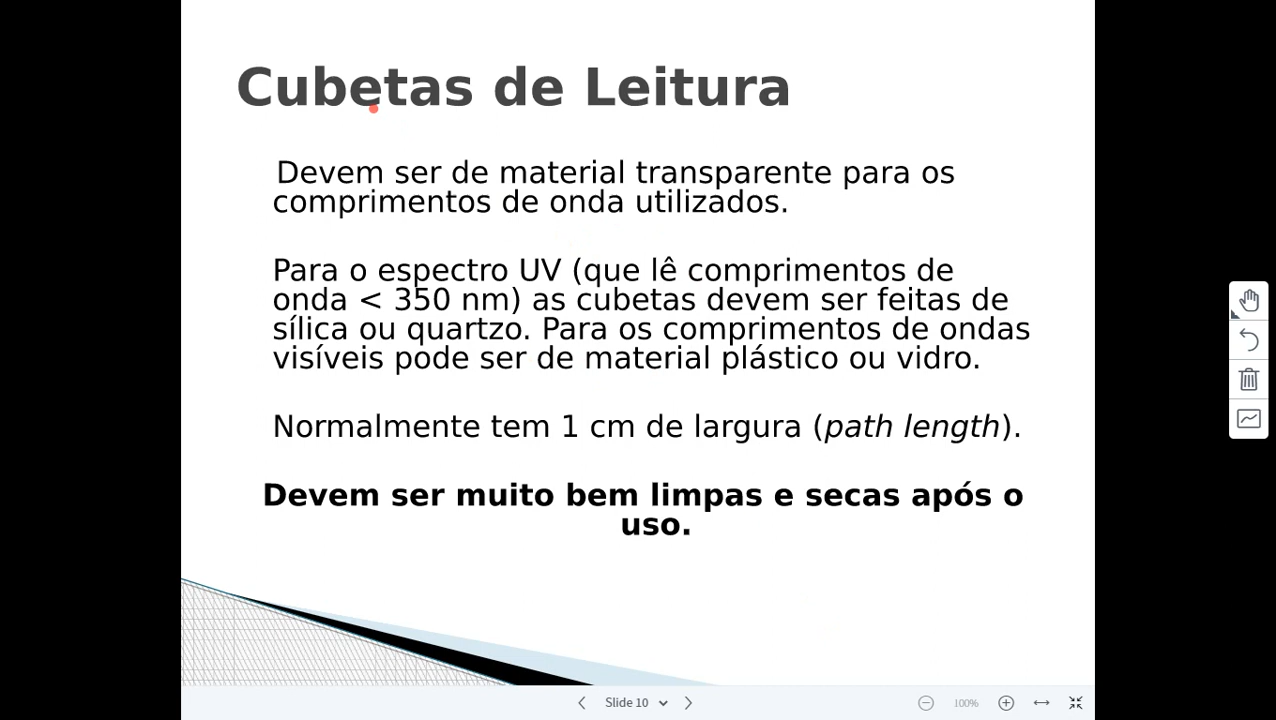 Cubetas de Leitura
Devem ser de material transparente para os
comprimentos de onda utilizados.
Para o espectro UV (que lê comprimentos de
onda < 350 nm) as cubetas devem ser feitas de
sílica ou quartzo. Para os comprimentos de ondas
visíveis pode ser de material plástico ou vidro.
Normalmente tem 1 cm de largura (path length).
Devem ser muito bem limpas e secas após o
uso.
Slide 10
100%